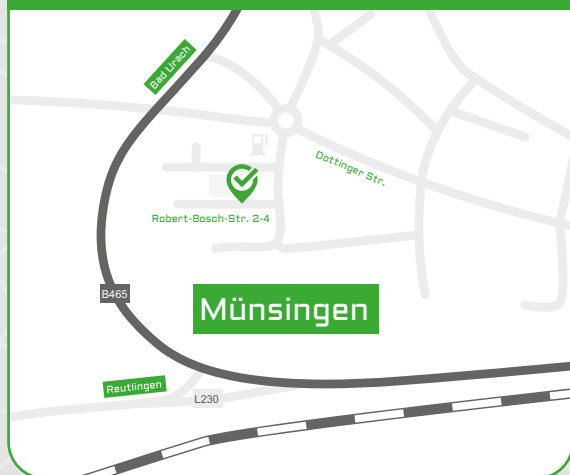 Bad Urach
Dottinger Str.
Robert-Bosch-Str. 2-4
B465
Münsingen
Reutlingen
L230